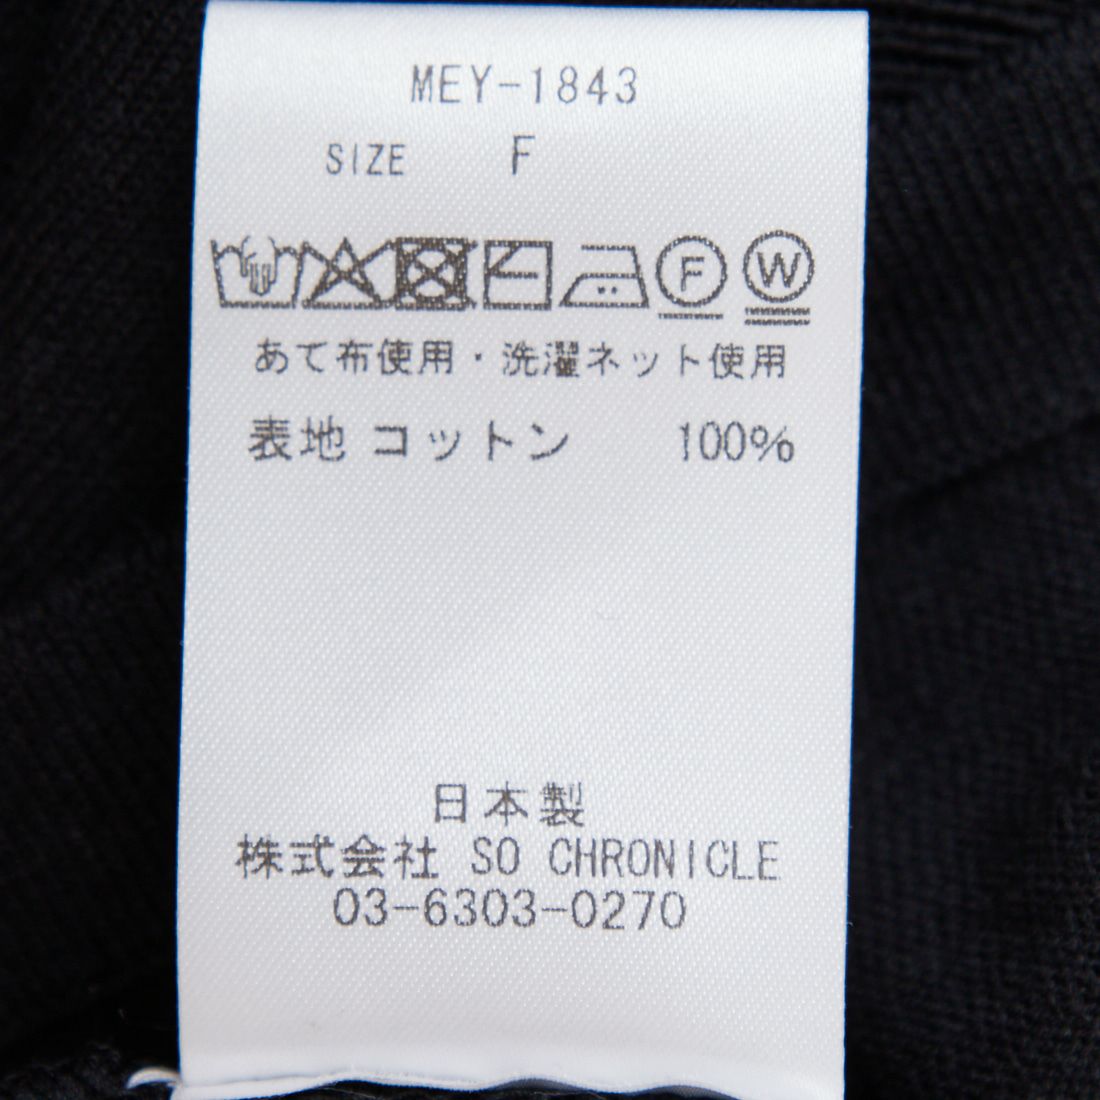 MEY-1843
SIZE F
F W
あて布使用・洗濯ネット使用
表地 コットン 100%
日本製
株式会社 SO CHRONICLE
03-6303-0270